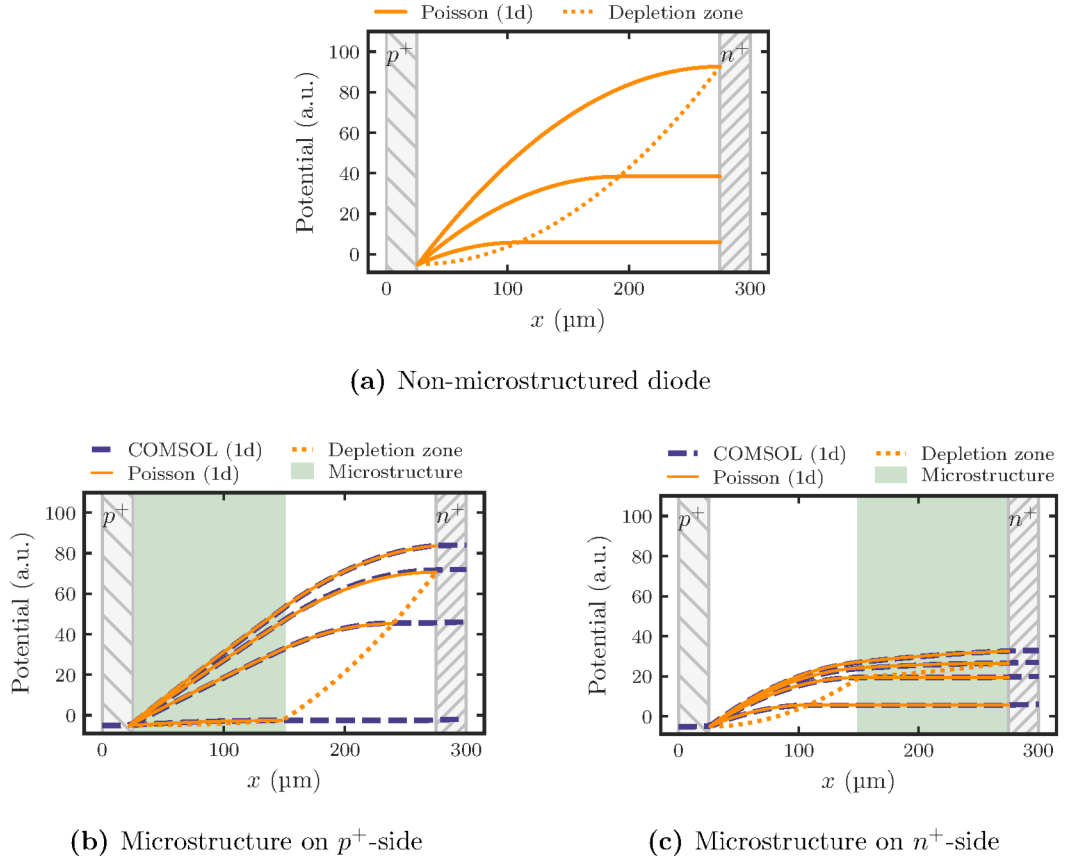 Poisson (1d) Depletion zone
p⁺ n⁺
100
80
60
40
20
0
Potential (a.u.)
0 100 200 300
x (µm)
(a) Non-microstructured diode
COMSOL (1d) Depletion zone
Poisson (1d) Microstructure
p⁺ n⁺
100
80
60
40
20
0
Potential (a.u.)
0 100 200 300
x (µm)
(b) Microstructure on p⁺-side
COMSOL (1d) Depletion zone
Poisson (1d) Microstructure
p⁺ n⁺
100
80
60
40
20
0
Potential (a.u.)
0 100 200 300
x (µm)
(c) Microstructure on n⁺-side